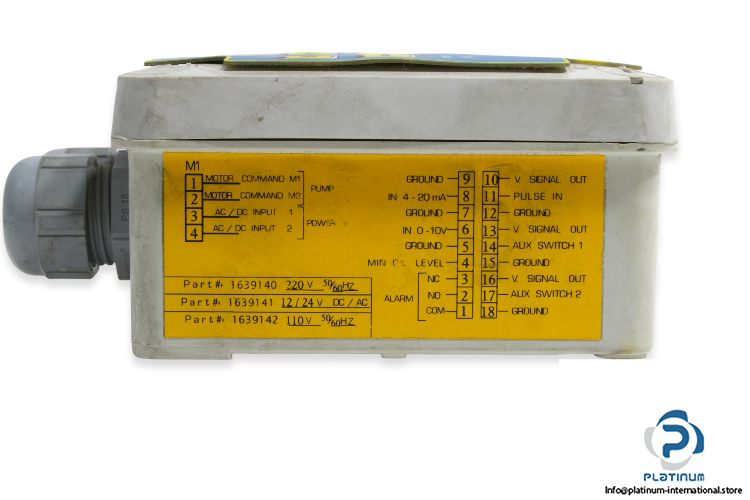 M1
1 MOTOR COMMAND M1
2 MOTOR COMMAND M2
PUMP
3 AC / DC INPUT 1
4 AC / DC INPUT 2
POWER
Part#: 1639140 220 V 50/60HZ
Part#: 1639141 12 / 24 V DC / AC
Part#: 1639142 110 V 50/60HZ
GROUND 9
IN 4 - 20 mA 8
GROUND 7
IN 0 -10V 6
GROUND 5
MIN OIL LEVEL 4
ALARM
NC 3
NO 2
COM 1
10 V. SIGNAL OUT
11 PULSE IN
12 GROUND
13 V. SIGNAL OUT
14 AUX SWITCH 1
15 GROUND
16 V. SIGNAL OUT
17 AUX SWITCH 2
18 GROUND
PLATINUM
Info@platinum-international.store